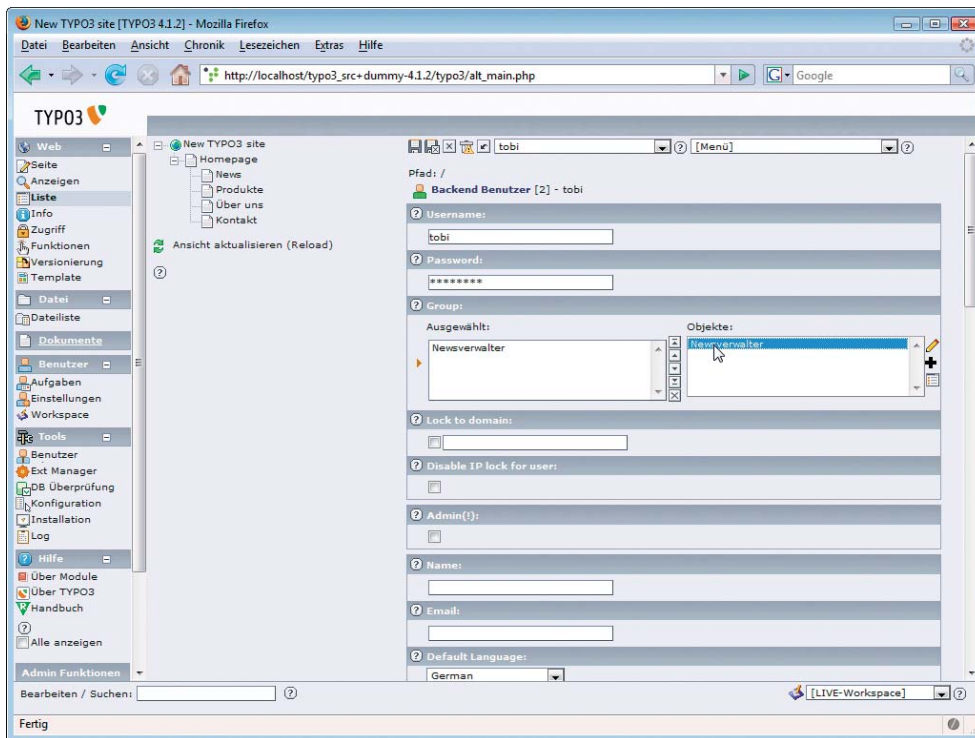 New TYPO3 site [TYPO3 4.1.2] - Mozilla Firefox
Datei Bearbeiten Ansicht Chronik Lesezeichen Extras Hilfe
http://localhost/typo3_src+dummy-4.1.2/typo3/alt_main.php
G Google
TYPO3
Web
Seite
Anzeigen
Liste
Info
Zugriff
Funktionen
Versionierung
Template
Datei
Dateiliste
Dokumente
Benutzer
Aufgaben
Einstellungen
Workspace
Tools
Benutzer
Ext Manager
DB Überprüfung
Konfiguration
Installation
Log
Hilfe
Über Module
Über TYPO3
Handbuch
Alle anzeigen
Admin Funktionen
New TYPO3 site
Homepage
News
Produkte
Über uns
Kontakt
Ansicht aktualisieren (Reload)
tobi [Menü]
Pfad: /
Backend Benutzer [2] - tobi
Username:
tobi
Password:
********
Group:
Ausgewählt: Objekte:
Newsverwalter Newsverwalter
Lock to domain:
Disable IP lock for user:
Admin(!):
Name:
Email:
Default Language:
German
Bearbeiten / Suchen: [LIVE-Workspace]
Fertig